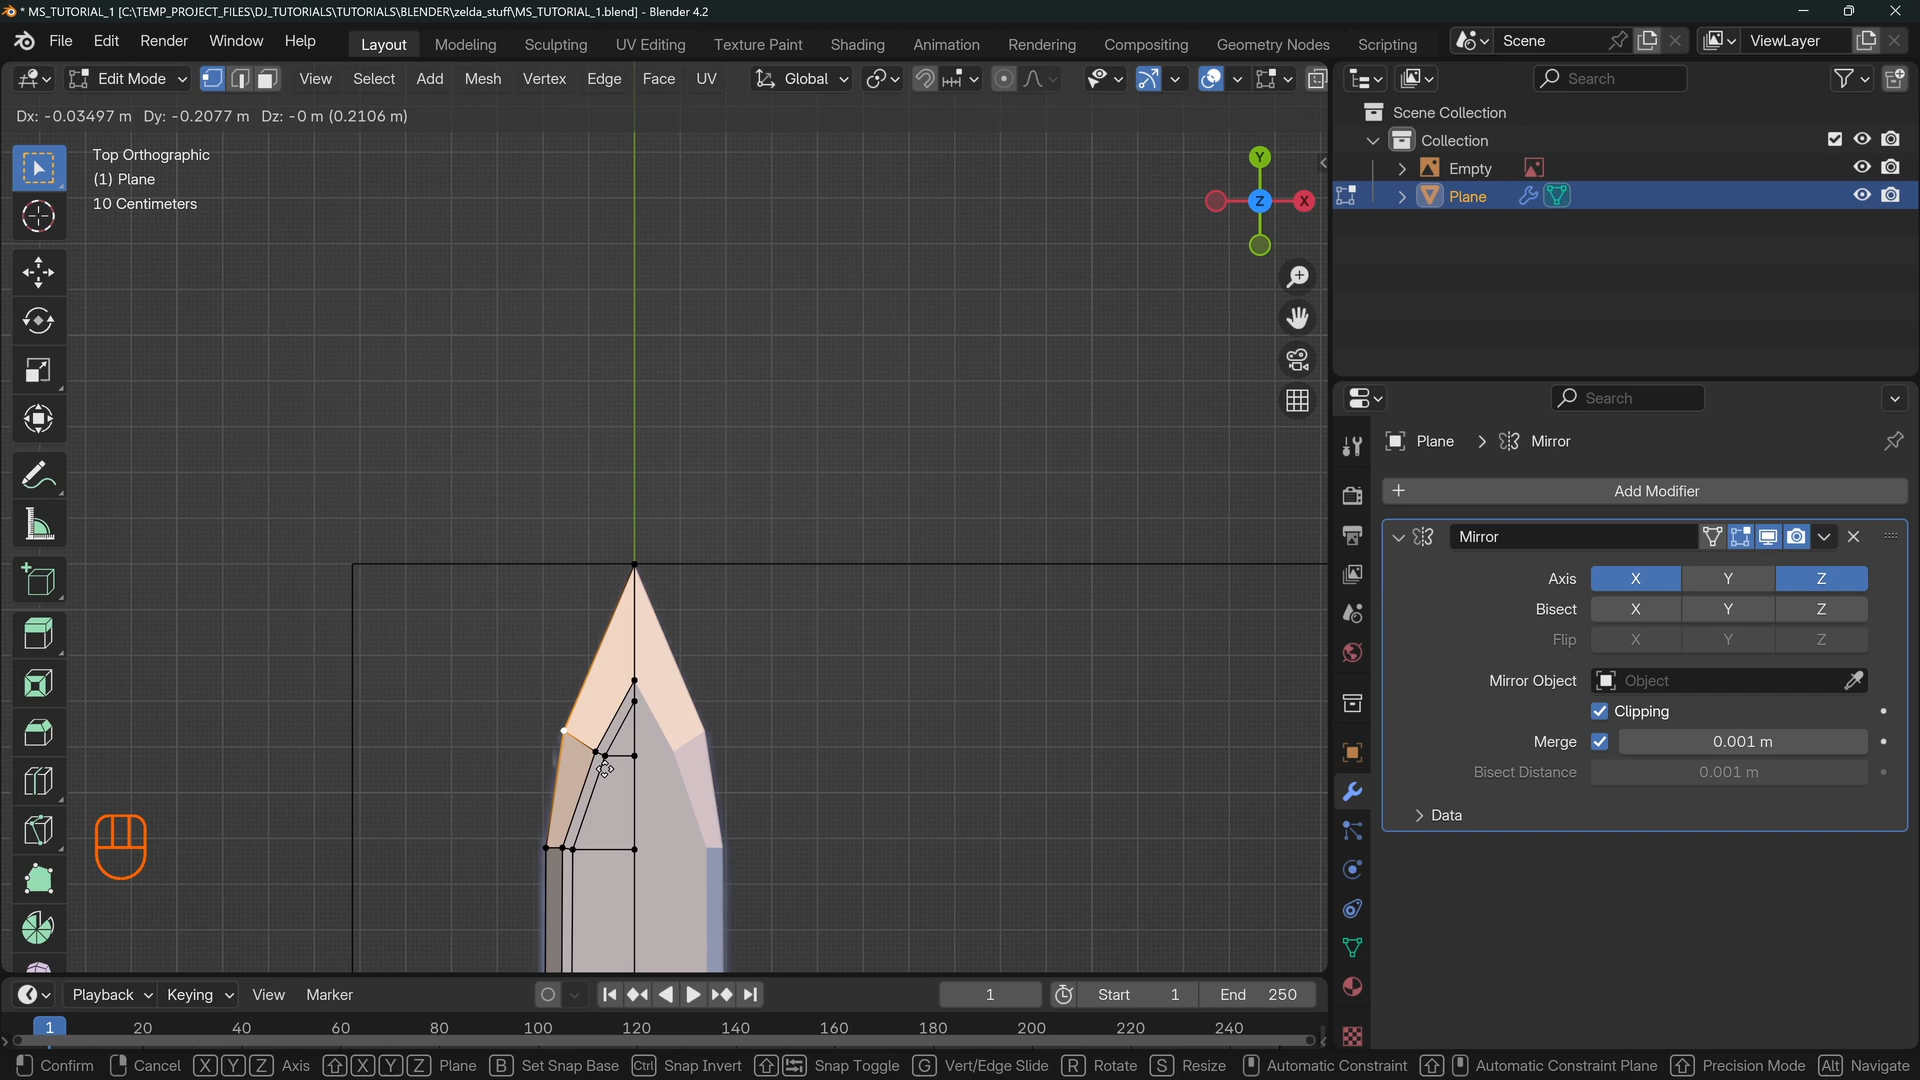 * MS_TUTORIAL_1 [C:\TEMP_PROJECT_FILES\DJ_TUTORIALS\TUTORIALS\BLENDER\zelda_stuff\MS_TUTORIAL_1.blend] - Blender 4.2
File Edit Render Window Help Layout Modeling Sculpting UV Editing Texture Paint Shading Animation Rendering Compositing Geometry Nodes Scripting Scene ViewLayer
Edit Mode View Select Add Mesh Vertex Edge Face UV Global Search
Dx: -0.03497 m Dy: -0.2077 m Dz: -0 m (0.2106 m)
Scene Collection
Collection
Empty
Plane
Top Orthographic
(1) Plane
10 Centimeters
Y
Z X
Search
Plane Mirror
Add Modifier
Mirror
Axis X Y Z
Bisect X Y Z
Flip X Y Z
Mirror Object Object
Clipping
Merge 0.001 m
Bisect Distance 0.001 m
Data
Playback Keying View Marker 1 Start 1 End 250
1 20 40 60 80 100 120 140 160 180 200 220 240
Confirm Cancel X Y Z Axis X Y Z Plane B Set Snap Base Ctrl Snap Invert Snap Toggle G Vert/Edge Slide R Rotate S Resize Automatic Constraint Automatic Constraint Plane Precision Mode Alt Navigate